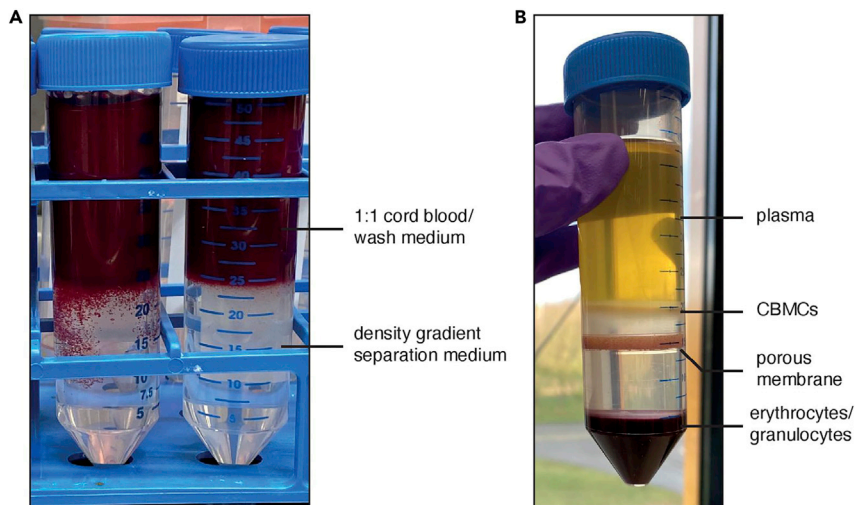 A
B
20
15
10
7.5
5
50
45
40
35
30
25
20
15
10
5
1:1 cord blood/
wash medium
density gradient
separation medium
plasma
CBMCs
porous
membrane
erythrocytes/
granulocytes